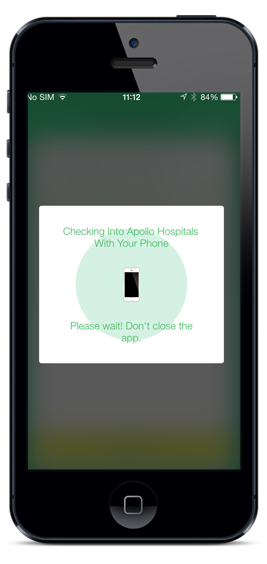 No SIM 11:12 84%
Checking Into Apollo Hospitals
With Your Phone
Please wait! Don't close the
app.